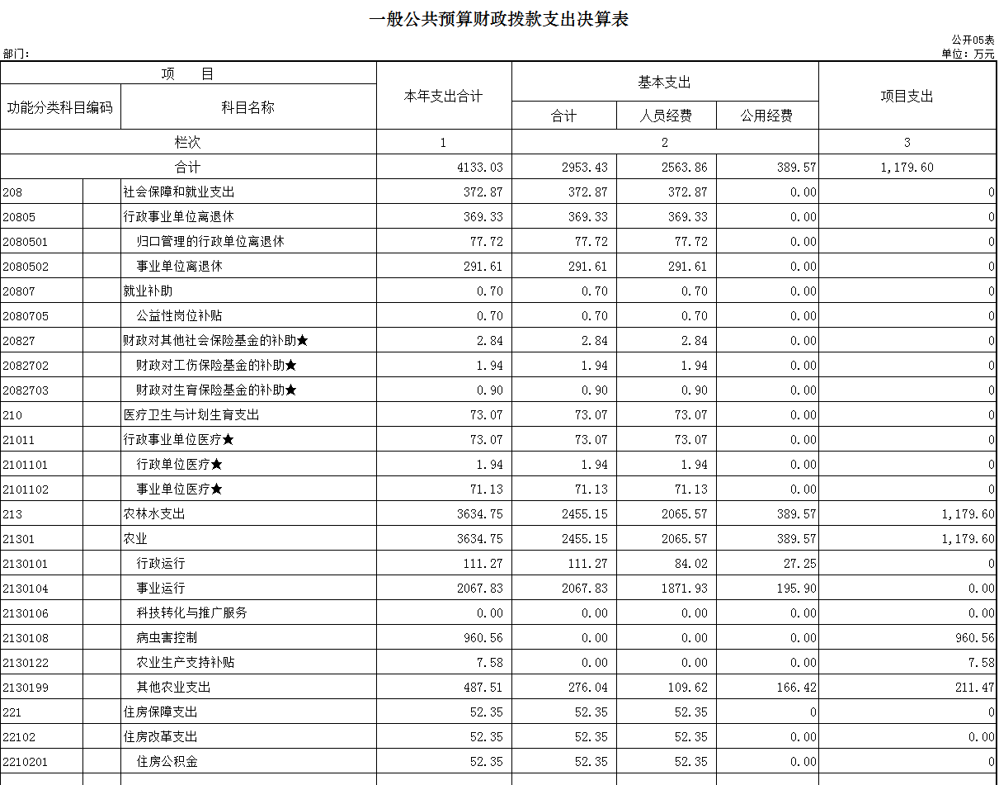 一般公共预算财政拨款支出决算表
公开05表
部门： 单位：万元
项 目 本年支出合计 基本支出 项目支出
功能分类科目编码 科目名称 合计 人员经费 公用经费
栏次 1 2 3
合计 4133.03 2953.43 2563.86 389.57 1,179.60
208 社会保障和就业支出 372.87 372.87 372.87 0.00 0
20805 行政事业单位离退休 369.33 369.33 369.33 0.00 0
2080501 归口管理的行政单位离退休 77.72 77.72 77.72 0.00 0
2080502 事业单位离退休 291.61 291.61 291.61 0.00 0
20807 就业补助 0.70 0.70 0.70 0.00 0
2080705 公益性岗位补贴 0.70 0.70 0.70 0.00 0
20827 财政对其他社会保险基金的补助★ 2.84 2.84 2.84 0.00 0
2082702 财政对工伤保险基金的补助★ 1.94 1.94 1.94 0.00 0
2082703 财政对生育保险基金的补助★ 0.90 0.90 0.90 0.00 0
210 医疗卫生与计划生育支出 73.07 73.07 73.07 0.00 0
21011 行政事业单位医疗★ 73.07 73.07 73.07 0.00 0
2101101 行政单位医疗★ 1.94 1.94 1.94 0.00 0
2101102 事业单位医疗★ 71.13 71.13 71.13 0.00 0
213 农林水支出 3634.75 2455.15 2065.57 389.57 1,179.60
21301 农业 3634.75 2455.15 2065.57 389.57 1,179.60
2130101 行政运行 111.27 111.27 84.02 27.25 0
2130104 事业运行 2067.83 2067.83 1871.93 195.90 0.00
2130106 科技转化与推广服务 0.00 0.00 0.00 0.00 0.00
2130108 病虫害控制 960.56 0.00 0.00 0.00 960.56
2130122 农业生产支持补贴 7.58 0.00 0.00 0.00 7.58
2130199 其他农业支出 487.51 276.04 109.62 166.42 211.47
221 住房保障支出 52.35 52.35 52.35 0 0
22102 住房改革支出 52.35 52.35 52.35 0.00 0.00
2210201 住房公积金 52.35 52.35 52.35 0.00 0